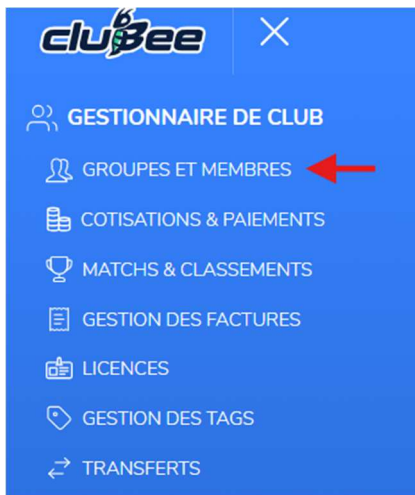 cluBee
GESTIONNAIRE DE CLUB
GROUPES ET MEMBRES
COTISATIONS & PAIEMENTS
MATCHS & CLASSEMENTS
GESTION DES FACTURES
LICENCES
GESTION DES TAGS
TRANSFERTS